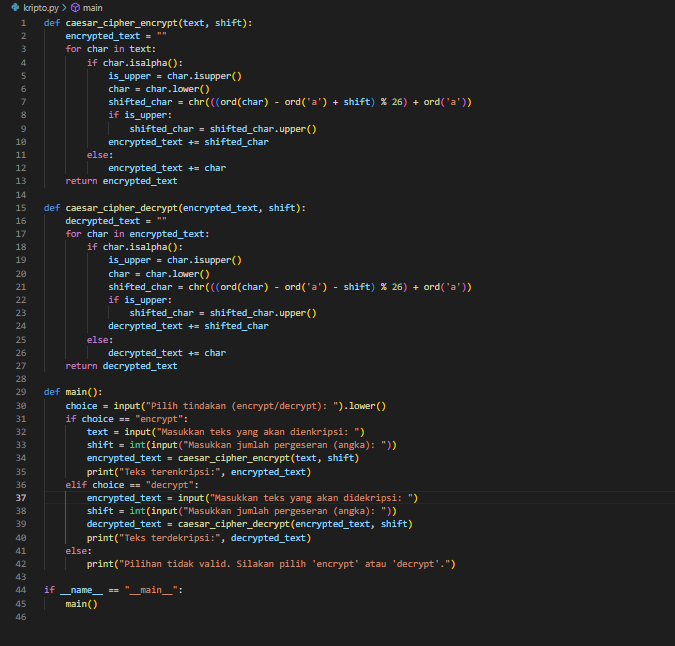 kripto.py > main
1 def caesar_cipher_encrypt(text, shift):
2     encrypted_text = ""
3     for char in text:
4         if char.isalpha():
5             is_upper = char.isupper()
6             char = char.lower()
7             shifted_char = chr(((ord(char) - ord('a') + shift) % 26) + ord('a'))
8             if is_upper:
9                 shifted_char = shifted_char.upper()
10             encrypted_text += shifted_char
11         else:
12             encrypted_text += char
13     return encrypted_text
14
15 def caesar_cipher_decrypt(encrypted_text, shift):
16     decrypted_text = ""
17     for char in encrypted_text:
18         if char.isalpha():
19             is_upper = char.isupper()
20             char = char.lower()
21             shifted_char = chr(((ord(char) - ord('a') - shift) % 26) + ord('a'))
22             if is_upper:
23                 shifted_char = shifted_char.upper()
24             decrypted_text += shifted_char
25         else:
26             decrypted_text += char
27     return decrypted_text
28
29 def main():
30     choice = input("Pilih tindakan (encrypt/decrypt): ").lower()
31     if choice == "encrypt":
32         text = input("Masukkan teks yang akan dienkripsi: ")
33         shift = int(input("Masukkan jumlah pergeseran (angka): "))
34         encrypted_text = caesar_cipher_encrypt(text, shift)
35         print("Teks terenkripsi:", encrypted_text)
36     elif choice == "decrypt":
37         encrypted_text = input("Masukkan teks yang akan didekripsi: ")
38         shift = int(input("Masukkan jumlah pergeseran (angka): "))
39         decrypted_text = caesar_cipher_decrypt(encrypted_text, shift)
40         print("Teks terdekripsi:", decrypted_text)
41     else:
42         print("Pilihan tidak valid. Silakan pilih 'encrypt' atau 'decrypt'.")
43
44 if __name__ == "__main__":
45     main()
46